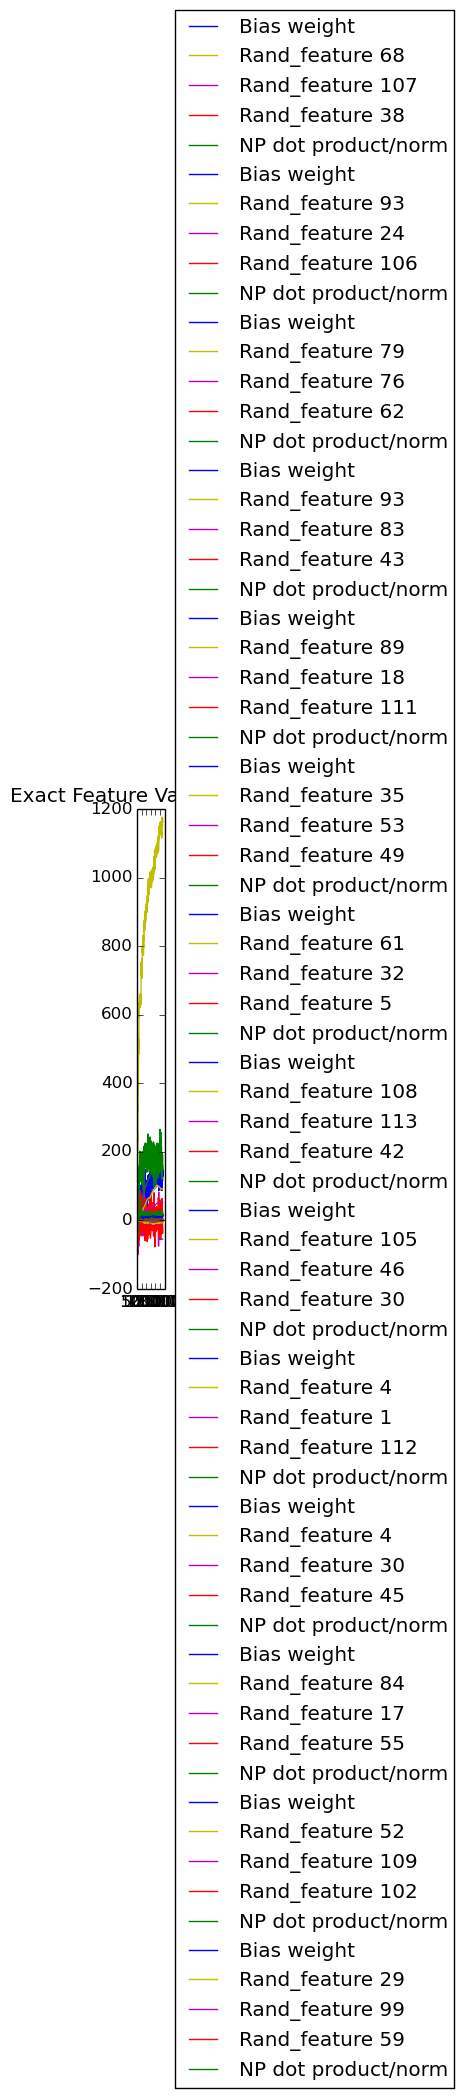 Bias weight
Rand_feature 68
Rand_feature 107
Rand_feature 38
NP dot product/norm
Bias weight
Rand_feature 93
Rand_feature 24
Rand_feature 106
NP dot product/norm
Bias weight
Rand_feature 79
Rand_feature 76
Rand_feature 62
NP dot product/norm
Bias weight
Rand_feature 93
Rand_feature 83
Rand_feature 43
NP dot product/norm
Bias weight
Rand_feature 89
Rand_feature 18
Rand_feature 111
NP dot product/norm
Bias weight
Rand_feature 35
Rand_feature 53
Rand_feature 49
NP dot product/norm
Bias weight
Rand_feature 61
Rand_feature 32
Rand_feature 5
NP dot product/norm
Bias weight
Rand_feature 108
Rand_feature 113
Rand_feature 42
NP dot product/norm
Bias weight
Rand_feature 105
Rand_feature 46
Rand_feature 30
NP dot product/norm
Bias weight
Rand_feature 4
Rand_feature 1
Rand_feature 112
NP dot product/norm
Bias weight
Rand_feature 4
Rand_feature 30
Rand_feature 45
NP dot product/norm
Bias weight
Rand_feature 84
Rand_feature 17
Rand_feature 55
NP dot product/norm
Bias weight
Rand_feature 52
Rand_feature 109
Rand_feature 102
NP dot product/norm
Bias weight
Rand_feature 29
Rand_feature 99
Rand_feature 59
NP dot product/norm
Exact Feature Va
1200
1000
800
600
400
200
0
−200